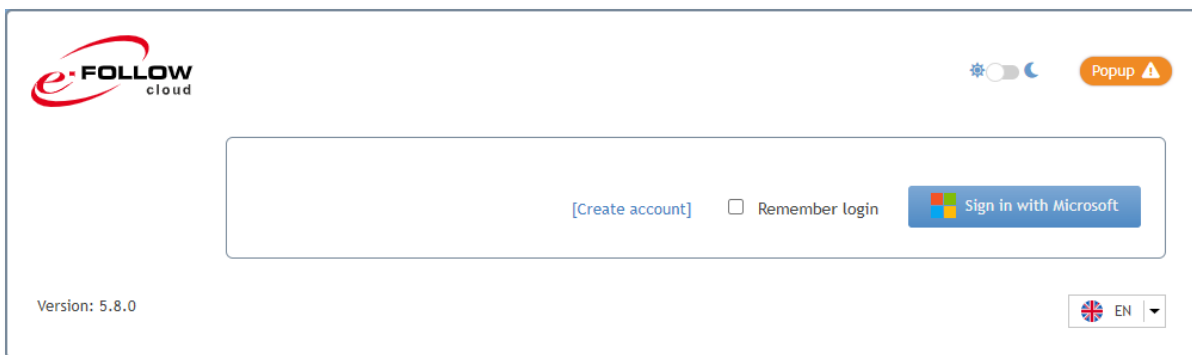 e·FOLLOW
cloud
Popup
[Create account] Remember login Sign in with Microsoft
Version: 5.8.0
EN